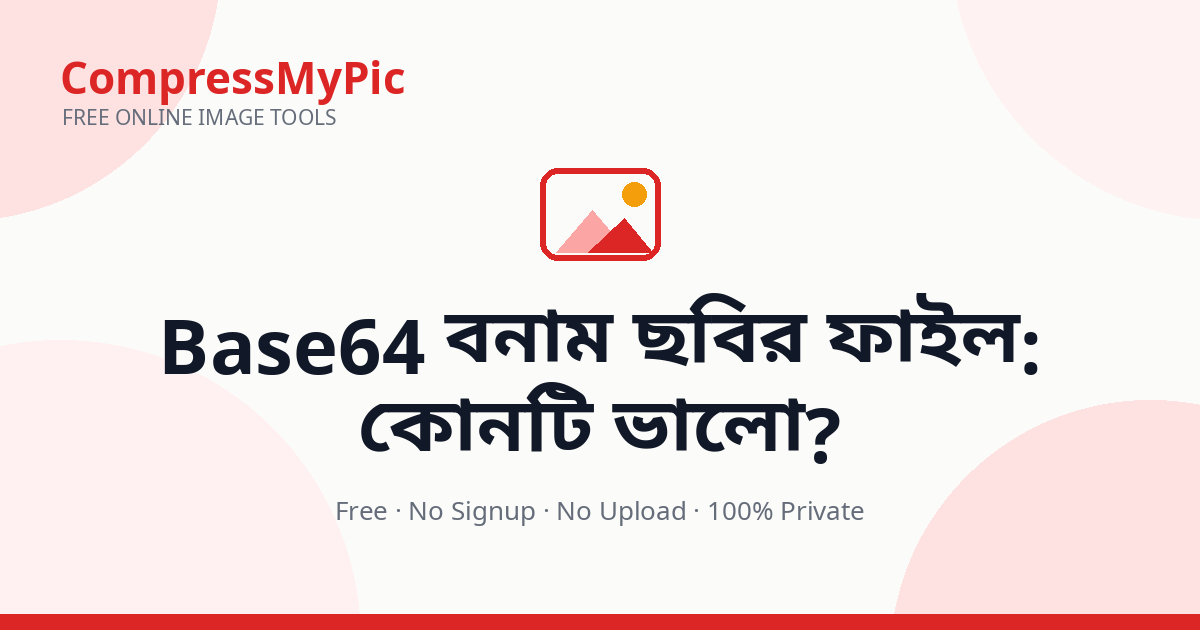 CompressMyPic
FREE ONLINE IMAGE TOOLS
Base64 বনাম ছবির ফাইল:
কোনটি ভালো?
Free · No Signup · No Upload · 100% Private